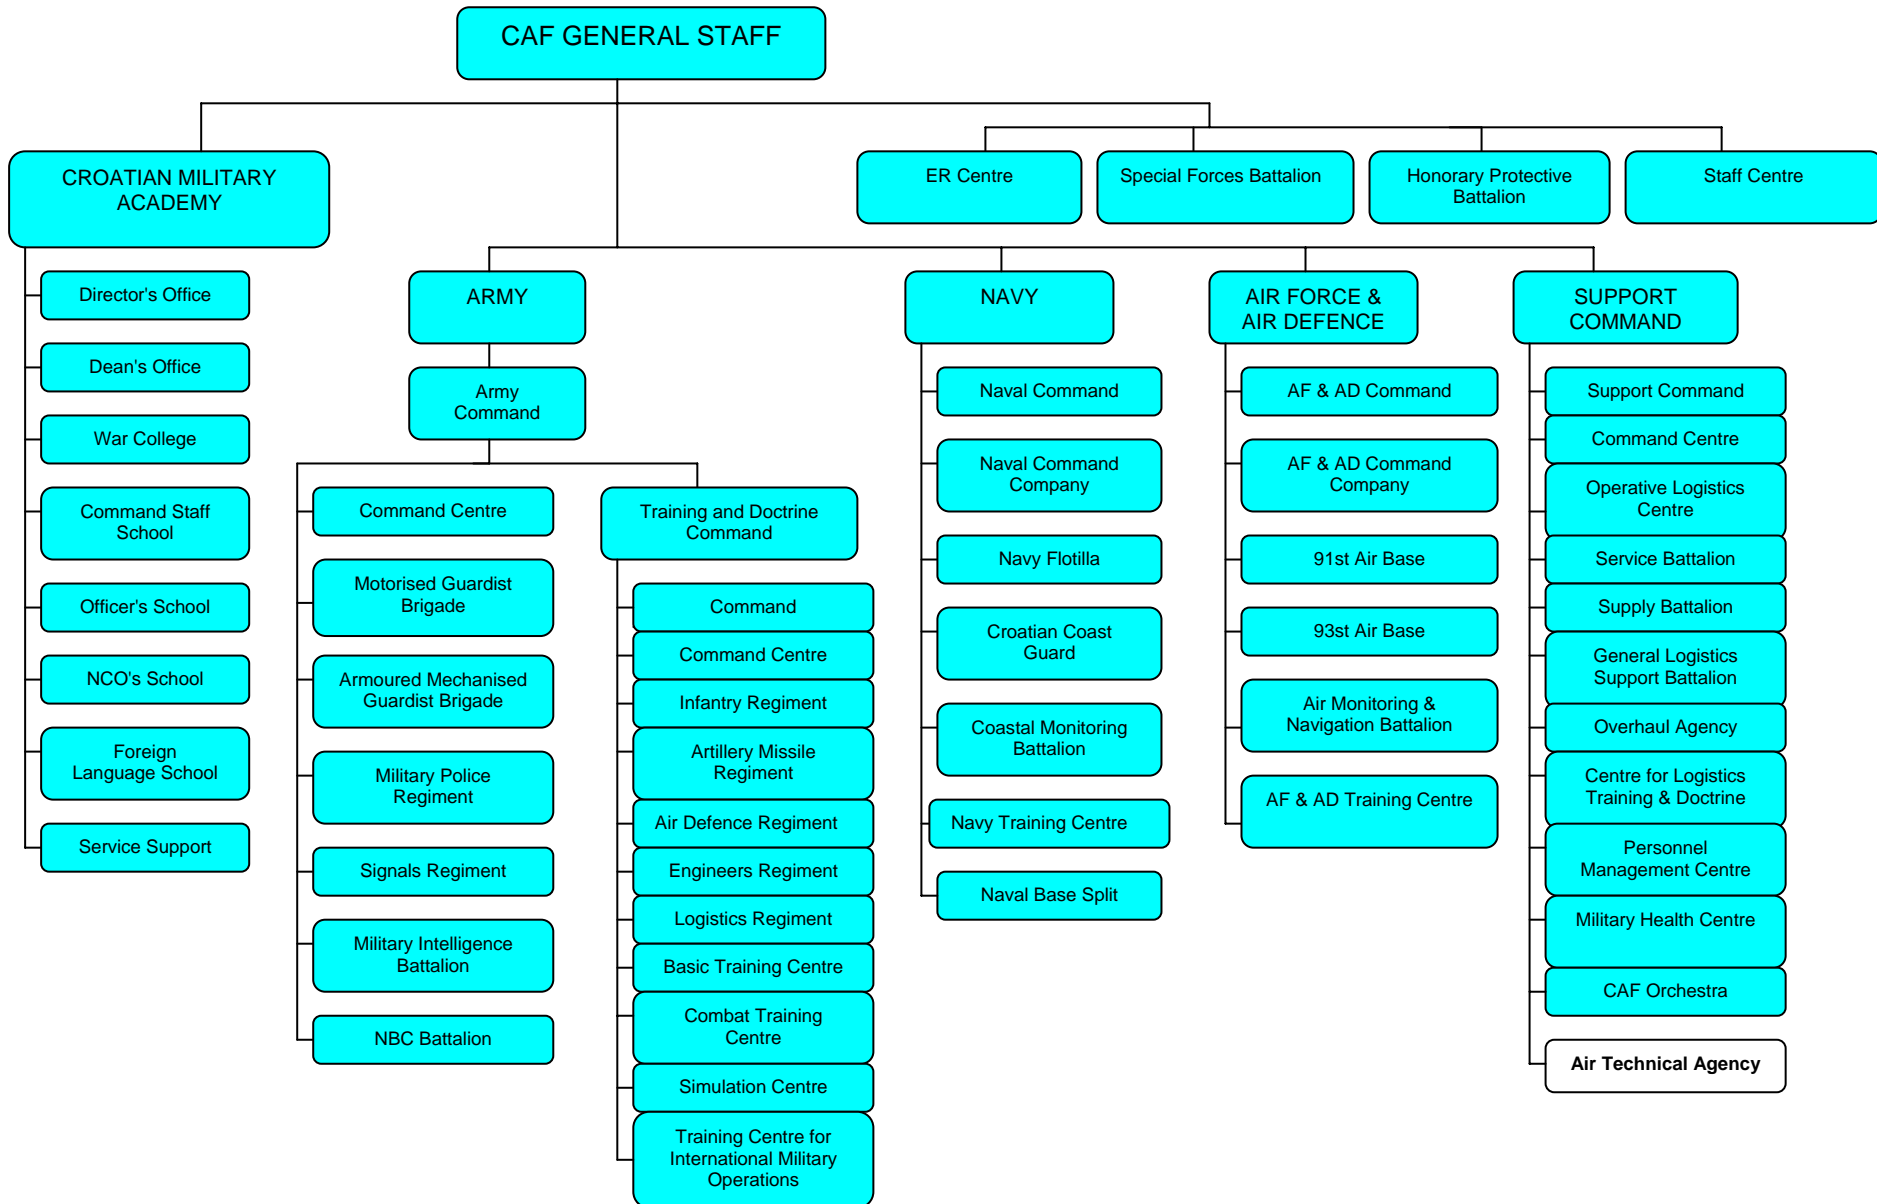 CAF GENERAL STAFF
CROATIAN MILITARY
ACADEMY
ER Centre
Special Forces Battalion
Honorary Protective
Battalion
Staff Centre
Director's Office
Dean's Office
War College
Command Staff
School
Officer's School
NCO's School
Foreign
Language School
Service Support
ARMY
Army
Command
Command Centre
Motorised Guardist
Brigade
Armoured Mechanised
Guardist Brigade
Military Police
Regiment
Signals Regiment
Military Intelligence
Battalion
NBC Battalion
Training and Doctrine
Command
Command
Command Centre
Infantry Regiment
Artillery Missile
Regiment
Air Defence Regiment
Engineers Regiment
Logistics Regiment
Basic Training Centre
Combat Training
Centre
Simulation Centre
Training Centre for
International Military
Operations
NAVY
Naval Command
Naval Command
Company
Navy Flotilla
Croatian Coast
Guard
Coastal Monitoring
Battalion
Navy Training Centre
Naval Base Split
AIR FORCE &
AIR DEFENCE
AF & AD Command
AF & AD Command
Company
91st Air Base
93st Air Base
Air Monitoring &
Navigation Battalion
AF & AD Training Centre
SUPPORT
COMMAND
Support Command
Command Centre
Operative Logistics
Centre
Service Battalion
Supply Battalion
General Logistics
Support Battalion
Overhaul Agency
Centre for Logistics
Training & Doctrine
Personnel
Management Centre
Military Health Centre
CAF Orchestra
Air Technical Agency